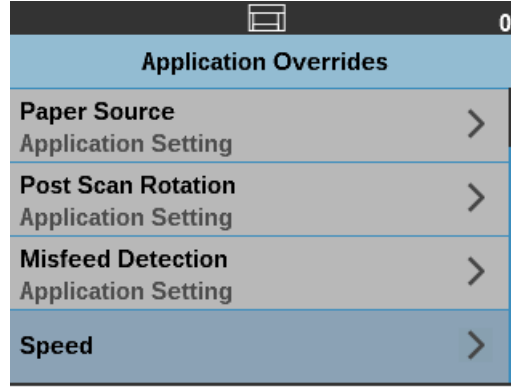 0
Application Overrides
Paper Source
Application Setting
Post Scan Rotation
Application Setting
Misfeed Detection
Application Setting
Speed